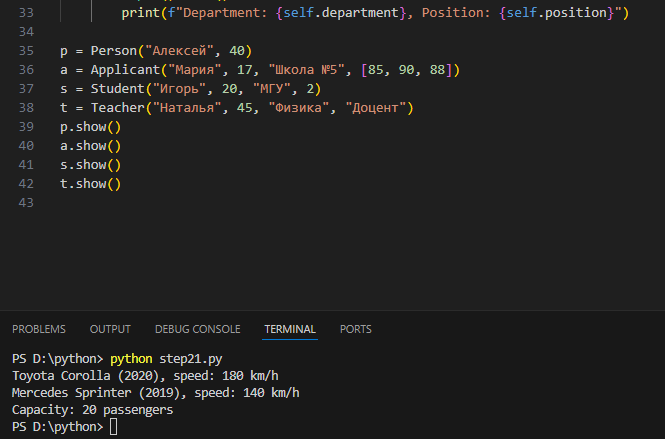 33 print(f"Department: {self.department}, Position: {self.position}")
34
35 p = Person("Алексей", 40)
36 a = Applicant("Мария", 17, "Школа №5", [85, 90, 88])
37 s = Student("Игорь", 20, "МГУ", 2)
38 t = Teacher("Наталья", 45, "Физика", "Доцент")
39 p.show()
40 a.show()
41 s.show()
42 t.show()
43
PROBLEMS OUTPUT DEBUG CONSOLE TERMINAL PORTS
PS D:\python> python step21.py
Toyota Corolla (2020), speed: 180 km/h
Mercedes Sprinter (2019), speed: 140 km/h
Capacity: 20 passengers
PS D:\python>